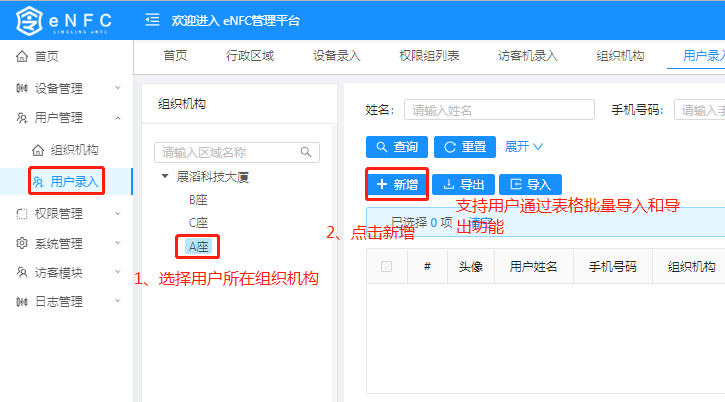 eNFC
LINGLING eNFC
欢迎进入 eNFC管理平台
首页
设备管理
用户管理
组织机构
用户录入
权限管理
系统管理
访客模块
日志管理
首页 行政区域 设备录入 权限组列表 访客机录入 组织机构 用户录入
组织机构
请输入区域名称
展滔科技大厦
B座
C座
A座
1、选择用户所在组织机构
姓名: 请输入姓名 手机号码: 请输入手
查询 重置 展开
新增 导出 导入
支持用户通过表格批量导入和导
出功能
已选择 0 项
2、点击新增
# 头像 用户姓名 手机号码 组织机构